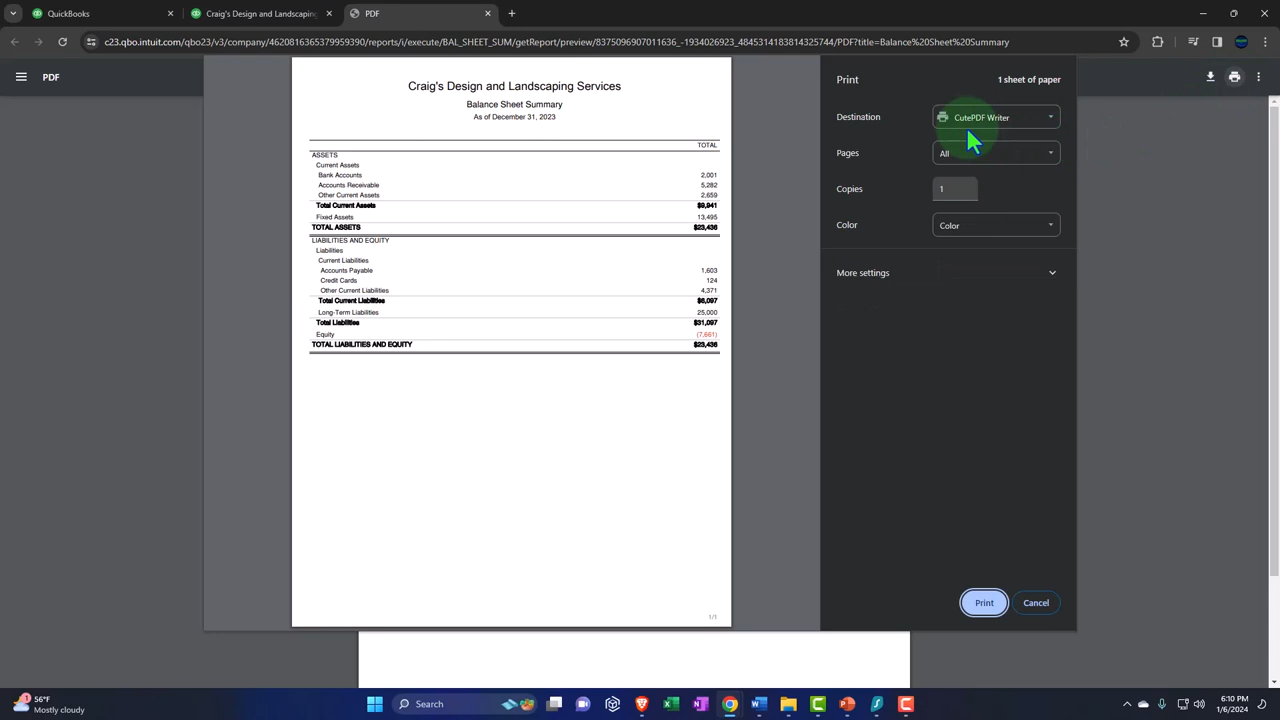 QuickBooks
Craig's Design and Landscaping
PDF
c23.qbo.intuit.com/qbo23/v3/company/4620816365379593​90/reports/i/execute/BAL_SHEET_SUM/getReport/preview/8375096907011636_-1934026923_4845314183814325744/PDF?title=Balance%20Sheet%20Summary
PDF
Craig's Design and Landscaping Services
Balance Sheet Summary
As of December 31, 2023
TOTAL
ASSETS
Current Assets
Bank Accounts 2,001
Accounts Receivable 5,282
Other Current Assets 2,659
Total Current Assets $9,941
Fixed Assets 13,495
TOTAL ASSETS $23,436
LIABILITIES AND EQUITY
Liabilities
Current Liabilities
Accounts Payable 1,603
Credit Cards 124
Other Current Liabilities 4,371
Total Current Liabilities $6,097
Long-Term Liabilities 25,000
Total Liabilities $31,097
Equity (7,661)
TOTAL LIABILITIES AND EQUITY $23,436
1/1
Print 1 sheet of paper
Destination CutePDF Writer
Pages All
Copies 1
Color Color
More settings
Print Cancel
1
56°F
Mostly cloudy
Search
6:10 PM
1/6/2024